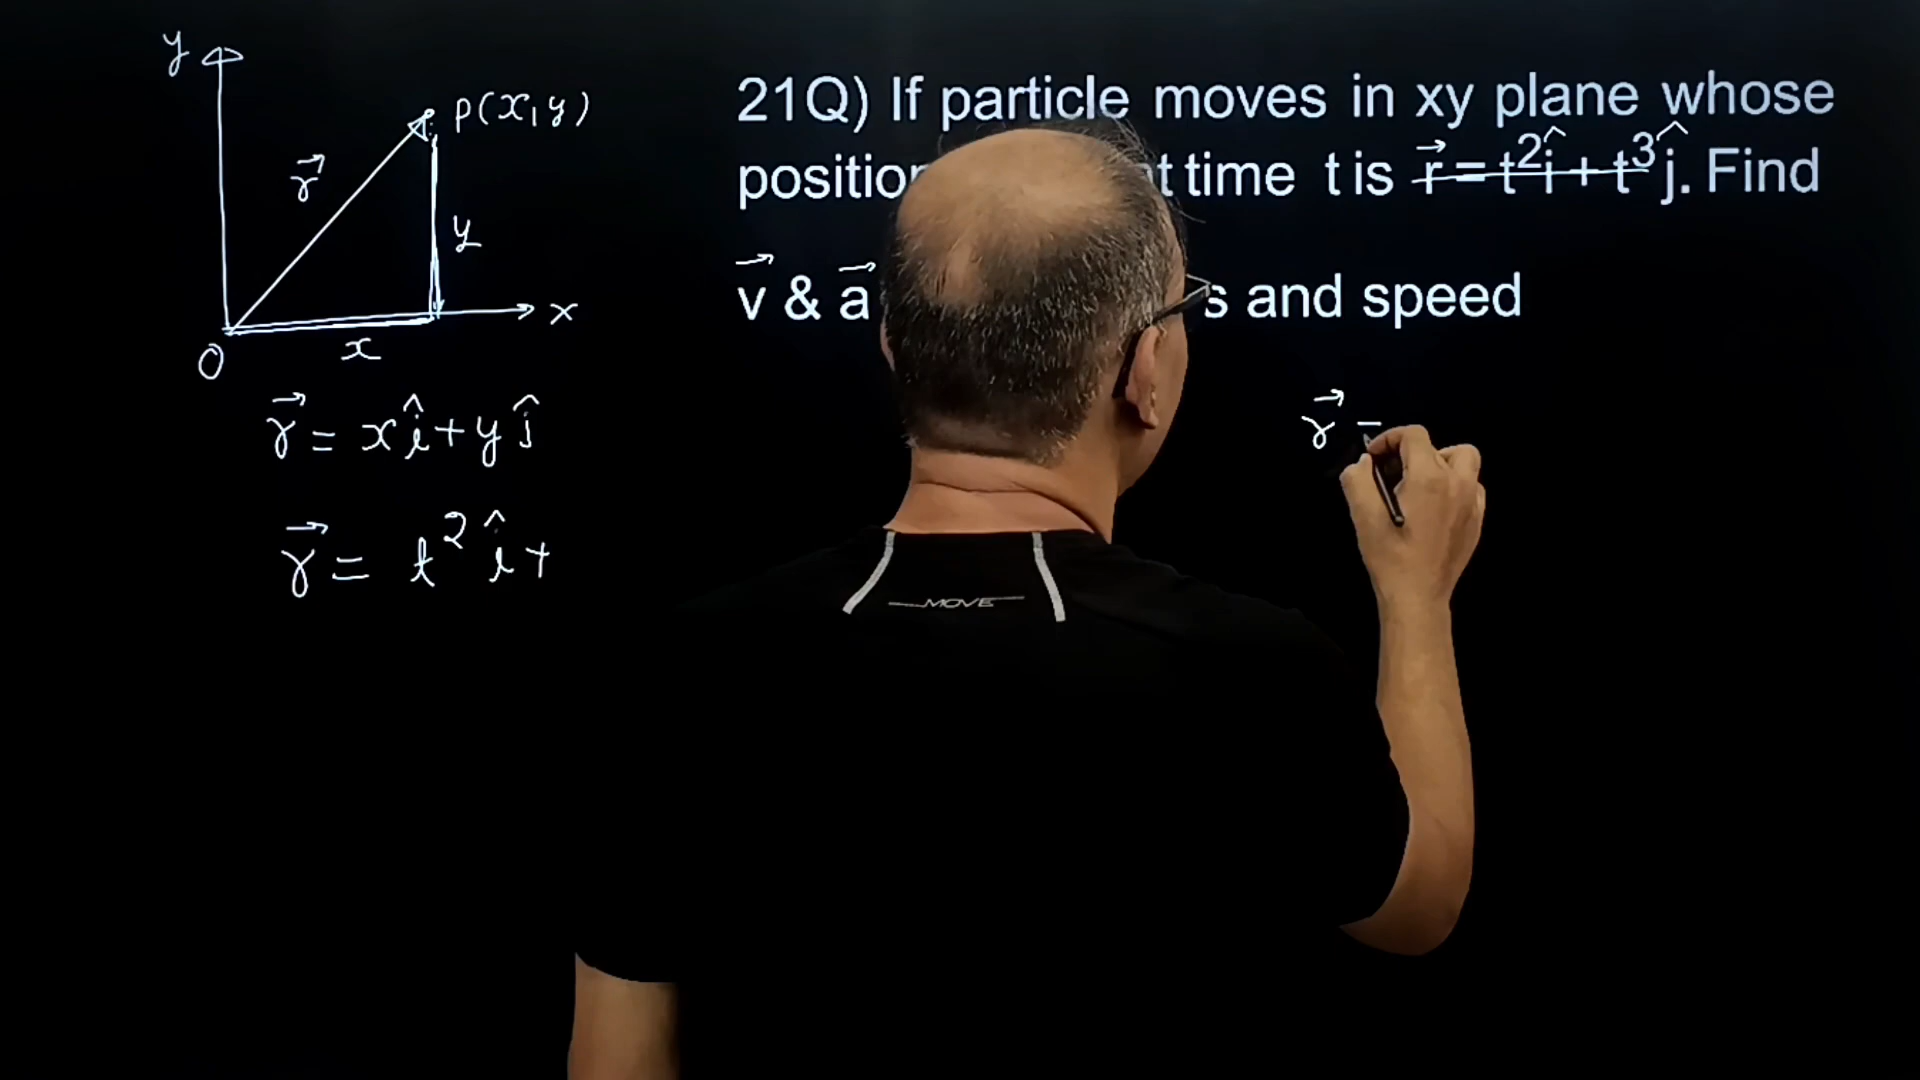 y
P(x,y)
r⃗
y
x
x
O
r⃗ = xî + yĵ
r⃗ = t²î +
21Q) If particle moves in xy plane whose
time t is r⃗ = t²î + t³ĵ. Find
v⃗ & a⃗ and speed
r⃗ =
MOVE